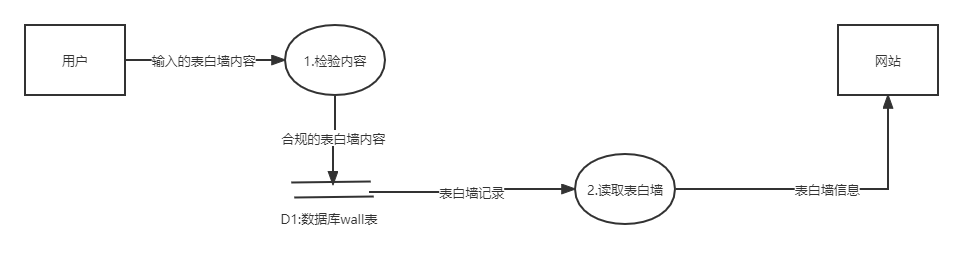 用户
输入的表白墙内容
1.检验内容
网站
合规的表白墙内容
表白墙记录
2.读取表白墙
表白墙信息
D1:数据库wall表